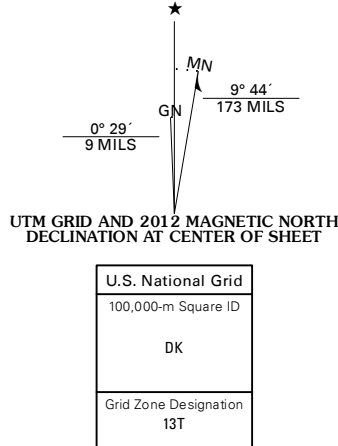 ★
MN
GN
9° 44´
173 MILS
0° 29´
9 MILS
UTM GRID AND 2012 MAGNETIC NORTH
DECLINATION AT CENTER OF SHEET
U.S. National Grid
100,000-m Square ID
DK
Grid Zone Designation
13T